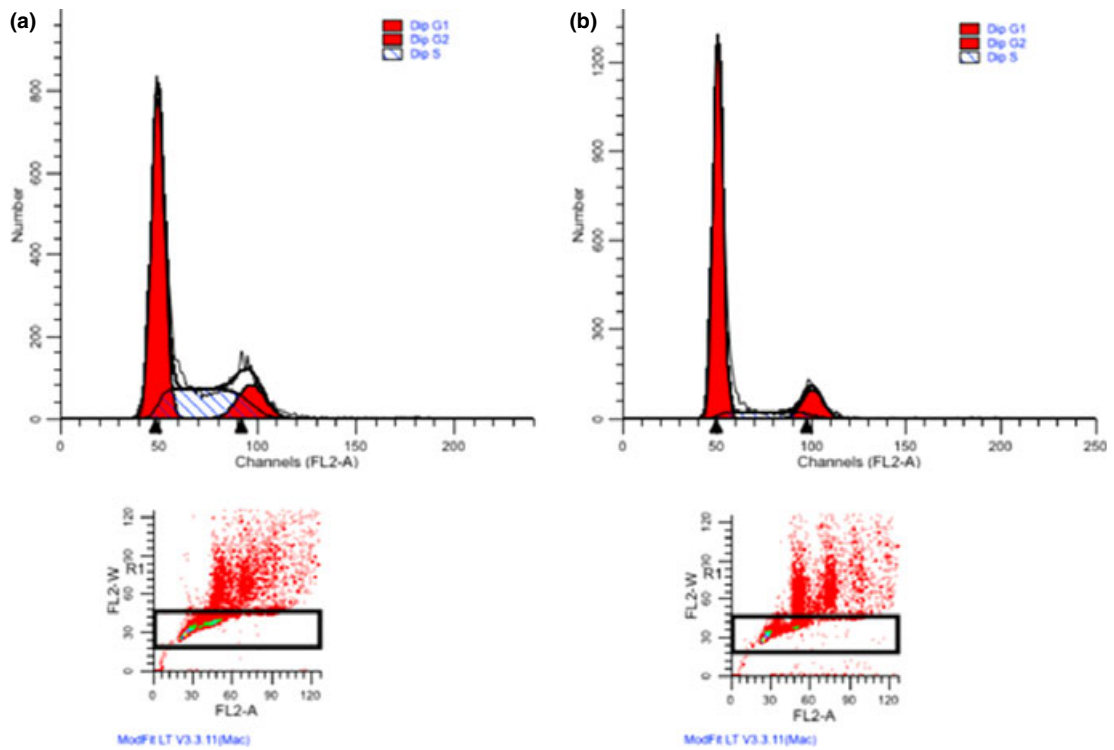 (a)
Dip G1
Dip G2
Dip S
Number
800
600
400
200
0
0 50 100 150 200
Channels (FL2-A)
(b)
Dip G1
Dip G2
Dip S
Number
1200
900
600
300
0
0 50 100 150 200 250
Channels (FL2-A)
FL2-W
120
90
60
30
0
R1
0 30 60 90 120
FL2-A
ModFit LT V3.3.11(Mac)
FL2-W
120
90
60
30
0
R1
0 30 60 90 120
FL2-A
ModFit LT V3.3.11(Mac)